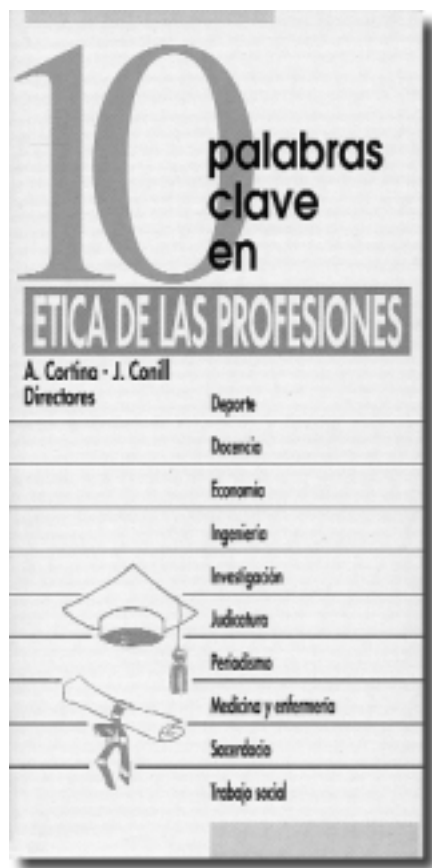 10
palabras
clave
en
ETICA DE LAS PROFESIONES
A. Cortina - J. Conill
Directores
Deporte
Docencia
Economía
Ingeniería
Investigación
Judicatura
Periodismo
Medicina y enfermería
Sacerdocio
Trabajo social